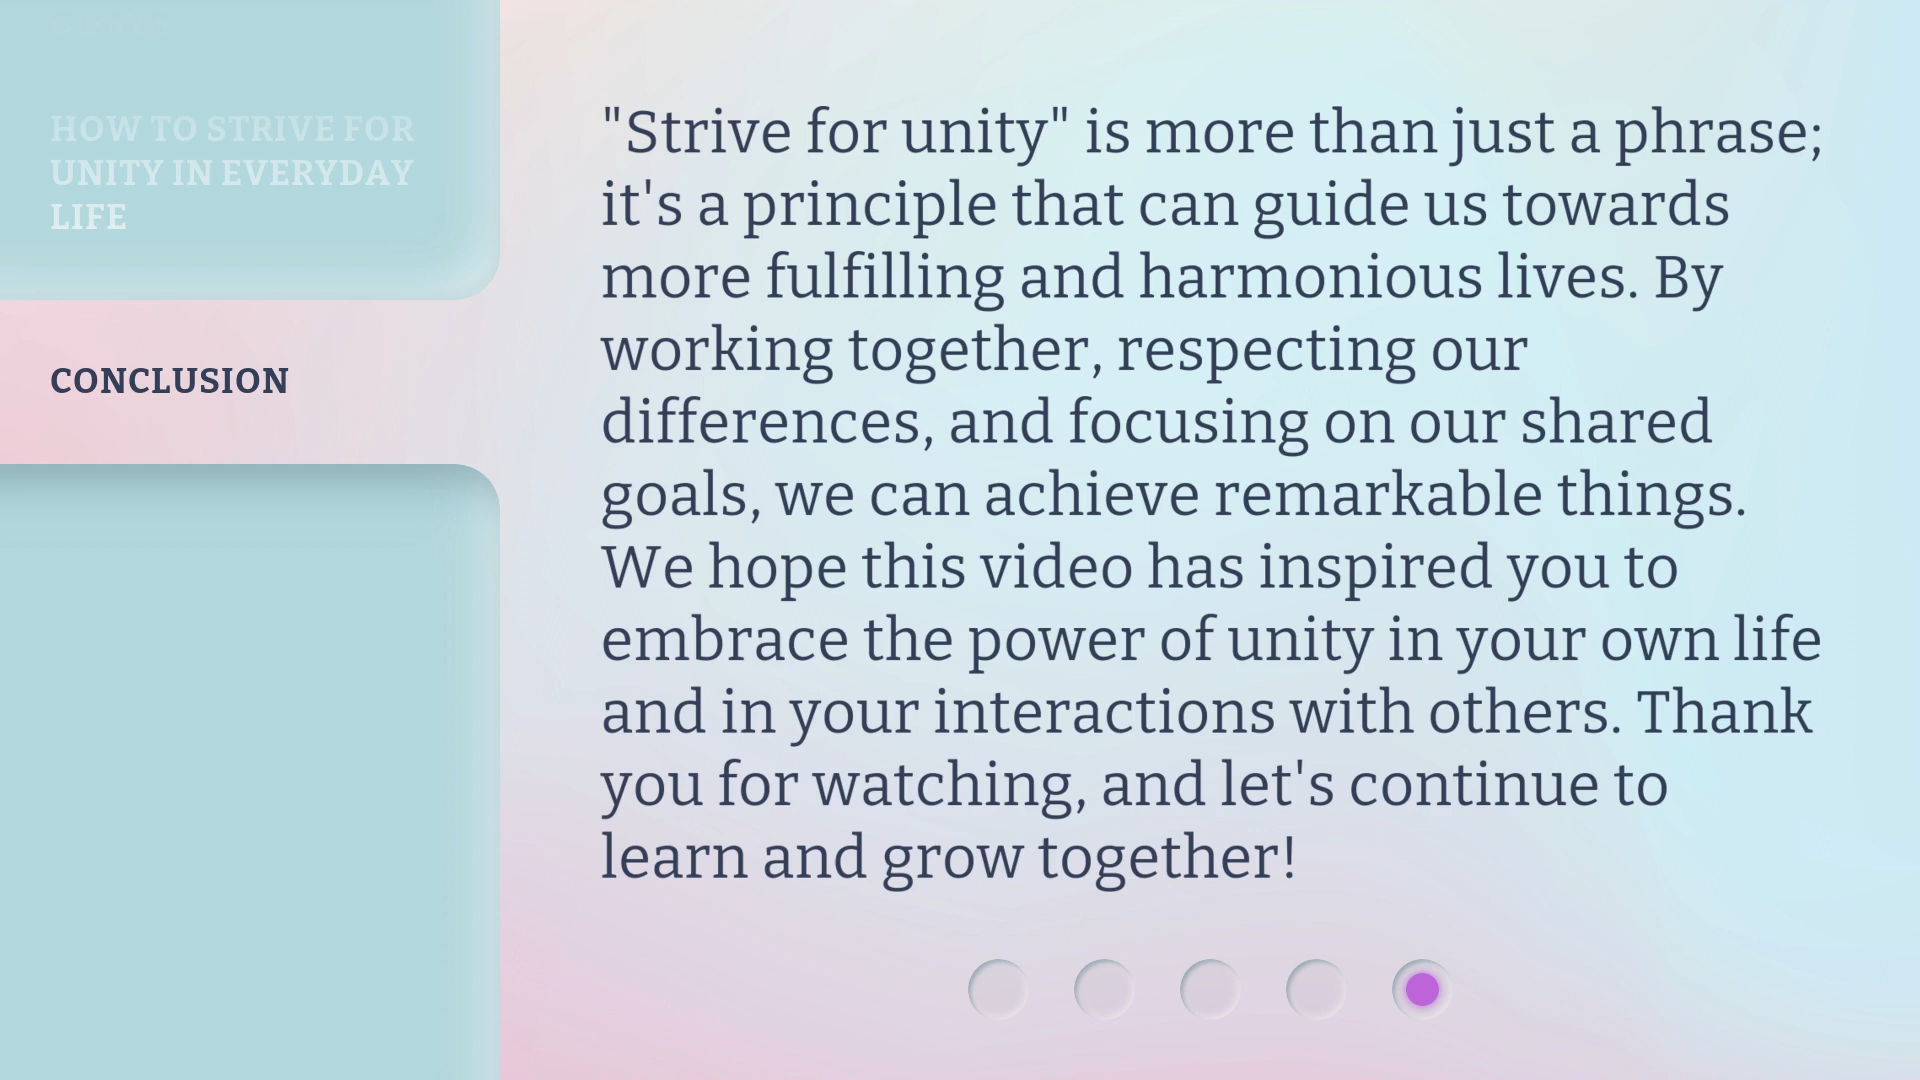 HOW TO STRIVE FOR
UNITY IN EVERYDAY
LIFE
CONCLUSION
"Strive for unity" is more than just a phrase;
it's a principle that can guide us towards
more fulfilling and harmonious lives. By
working together, respecting our
differences, and focusing on our shared
goals, we can achieve remarkable things.
We hope this video has inspired you to
embrace the power of unity in your own life
and in your interactions with others. Thank
you for watching, and let's continue to
learn and grow together!